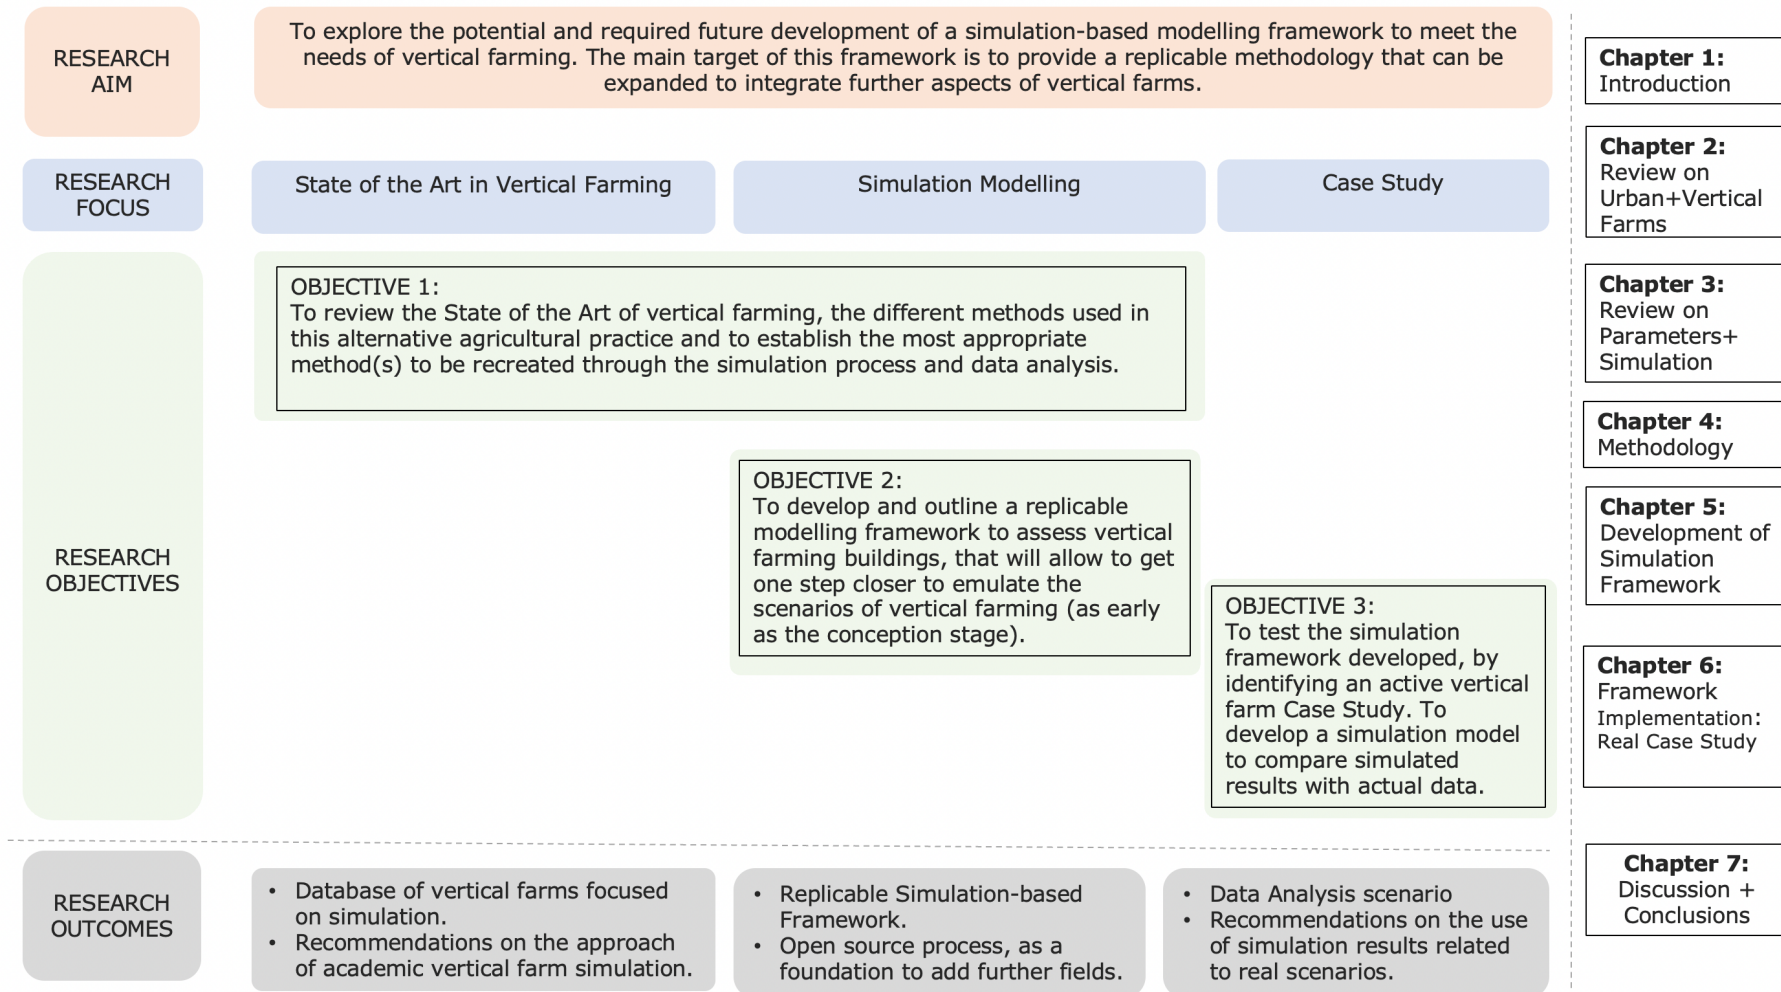 RESEARCH
AIM
To explore the potential and required future development of a simulation-based modelling framework to meet the
needs of vertical farming. The main target of this framework is to provide a replicable methodology that can be
expanded to integrate further aspects of vertical farms.
RESEARCH
FOCUS
State of the Art in Vertical Farming
Simulation Modelling
Case Study
RESEARCH
OBJECTIVES
OBJECTIVE 1:
To review the State of the Art of vertical farming, the different methods used in
this alternative agricultural practice and to establish the most appropriate
method(s) to be recreated through the simulation process and data analysis.
OBJECTIVE 2:
To develop and outline a replicable
modelling framework to assess vertical
farming buildings, that will allow to get
one step closer to emulate the
scenarios of vertical farming (as early
as the conception stage).
OBJECTIVE 3:
To test the simulation
framework developed, by
identifying an active vertical
farm Case Study. To
develop a simulation model
to compare simulated
results with actual data.
RESEARCH
OUTCOMES
• Database of vertical farms focused
on simulation.
• Recommendations on the approach
of academic vertical farm simulation.
• Replicable Simulation-based
Framework.
• Open source process, as a
foundation to add further fields.
• Data Analysis scenario
• Recommendations on the use
of simulation results related
to real scenarios.
Chapter 1:
Introduction
Chapter 2:
Review on
Urban+Vertical
Farms
Chapter 3:
Review on
Parameters+
Simulation
Chapter 4:
Methodology
Chapter 5:
Development of
Simulation
Framework
Chapter 6:
Framework
Implementation:
Real Case Study
Chapter 7:
Discussion +
Conclusions